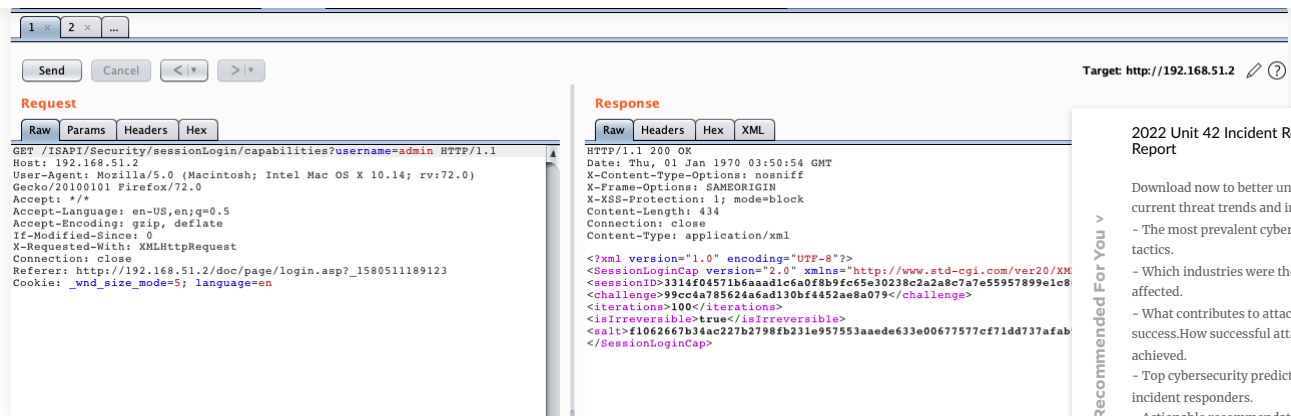 1 × 2 × ...
Send Cancel < | ▼ > | ▼ Target: http://192.168.51.2 ?
Request
Raw Params Headers Hex
GET /ISAPI/Security/sessionLogin/capabilities?username=admin HTTP/1.1
Host: 192.168.51.2
User-Agent: Mozilla/5.0 (Macintosh; Intel Mac OS X 10.14; rv:72.0)
Gecko/20100101 Firefox/72.0
Accept: */*
Accept-Language: en-US,en;q=0.5
Accept-Encoding: gzip, deflate
If-Modified-Since: 0
X-Requested-With: XMLHttpRequest
Connection: close
Referer: http://192.168.51.2/doc/page/login.asp?_1580511189123
Cookie: _wnd_size_mode=5; language=en
Response
Raw Headers Hex XML
HTTP/1.1 200 OK
Date: Thu, 01 Jan 1970 03:50:54 GMT
X-Content-Type-Options: nosniff
X-Frame-Options: SAMEORIGIN
X-XSS-Protection: 1; mode=block
Content-Length: 434
Connection: close
Content-Type: application/xml
<?xml version="1.0" encoding="UTF-8"?>
<SessionLoginCap version="2.0" xmlns="http://www.std-cgi.com/ver20/XM
<sessionID>3314f04571b6aaad1c6a0f8b9fc65e30238c2a2a8c7a7e55957899e1c8
<challenge>99cc4a785624a6ad130bf4452ae8a079</challenge>
<iterations>100</iterations>
<isIrreversible>true</isIrreversible>
<salt>f1062667b34ac227b2798fb231e957553aaede633e00677577cf71dd737afab
</SessionLoginCap>
Recommended For You >
2022 Unit 42 Incident R
Report
Download now to better un
current threat trends and i
- The most prevalent cyber
tactics.
- Which industries were th
affected.
- What contributes to attac
success.How successful att
achieved.
- Top cybersecurity predict
incident responders.